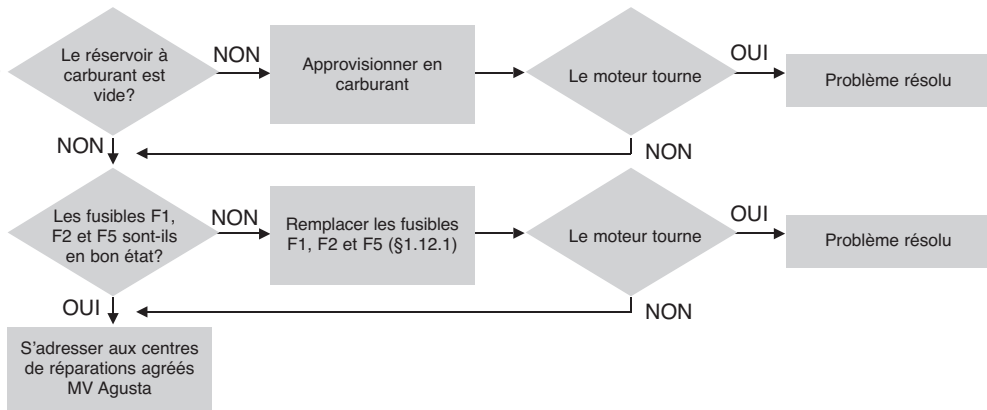 Le réservoir à
carburant est
vide?
NON
Approvisionner en
carburant
Le moteur tourne
OUI
Problème résolu
NON
NON
Les fusibles F1,
F2 et F5 sont-ils
en bon état?
NON
Remplacer les fusibles
F1, F2 et F5 (§1.12.1)
Le moteur tourne
OUI
Problème résolu
OUI
NON
S'adresser aux centres
de réparations agréés
MV Agusta